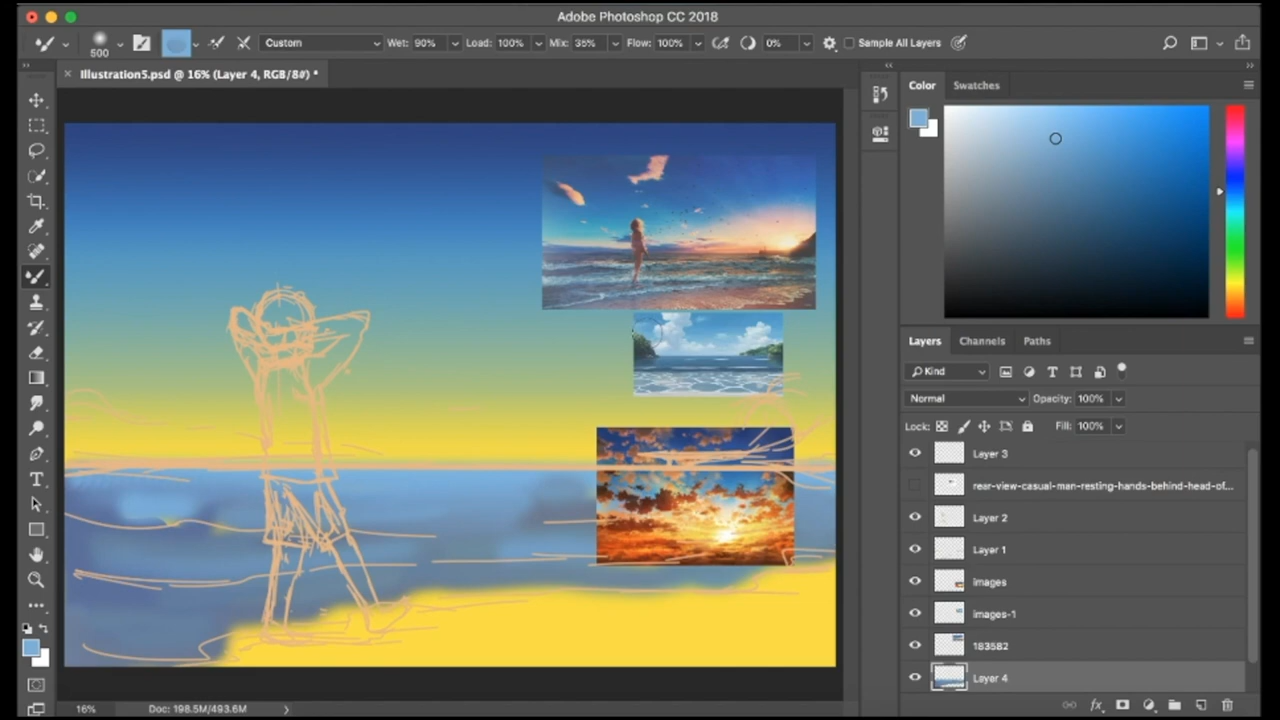 Adobe Photoshop CC 2018
500
Custom
Wet: 90%
Load: 100%
Mix: 35%
Flow: 100%
0%
Sample All Layers
Illustration5.psd @ 16% (Layer 4, RGB/8#) *
Color
Swatches
Layers
Channels
Paths
Kind
Normal
Opacity: 100%
Lock:
Fill: 100%
Layer 3
rear-view-casual-man-resting-hands-behind-head-of...
Layer 2
Layer 1
images
images-1
183582
Layer 4
16%
Doc: 198.5M/493.6M